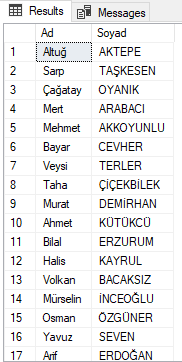 Results Messages
Ad Soyad
1 Altuğ AKTEPE
2 Sarp TAŞKESEN
3 Çağatay OYANIK
4 Mert ARABACI
5 Mehmet AKKOYUNLU
6 Bayar CEVHER
7 Veysi TERLER
8 Taha ÇİÇEKBİLEK
9 Murat DEMİRHAN
10 Ahmet KÜTÜKCÜ
11 Bilal ERZURUM
12 Halis KAYRUL
13 Volkan BACAKSIZ
14 Mürselin İNCEOĞLU
15 Osman ÖZGÜNER
16 Yavuz SEVEN
17 Arif ERDOĞAN